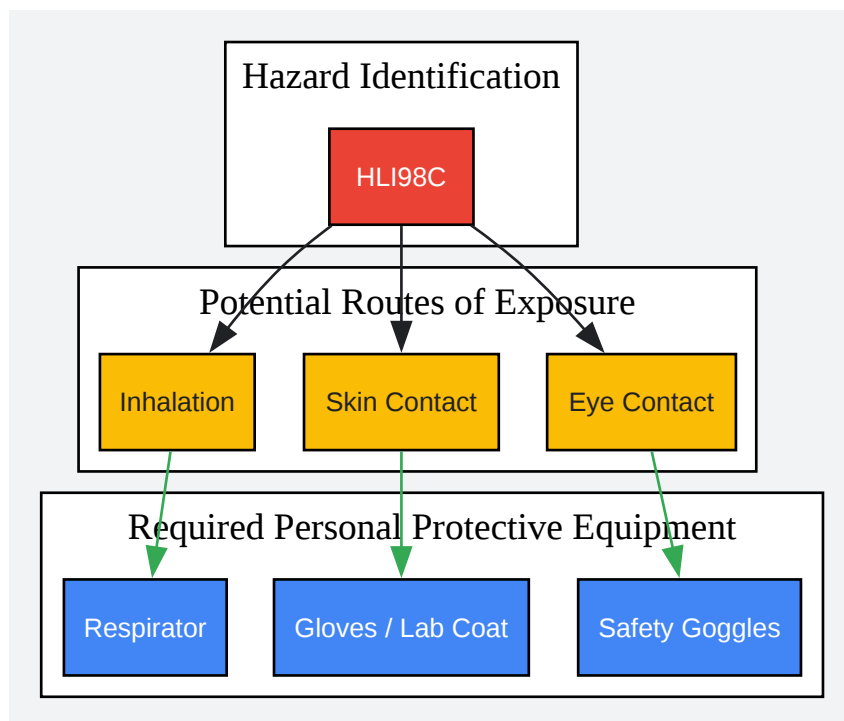 Hazard Identification
HLI98C
Potential Routes of Exposure
Inhalation
Skin Contact
Eye Contact
Required Personal Protective Equipment
Respirator
Gloves / Lab Coat
Safety Goggles